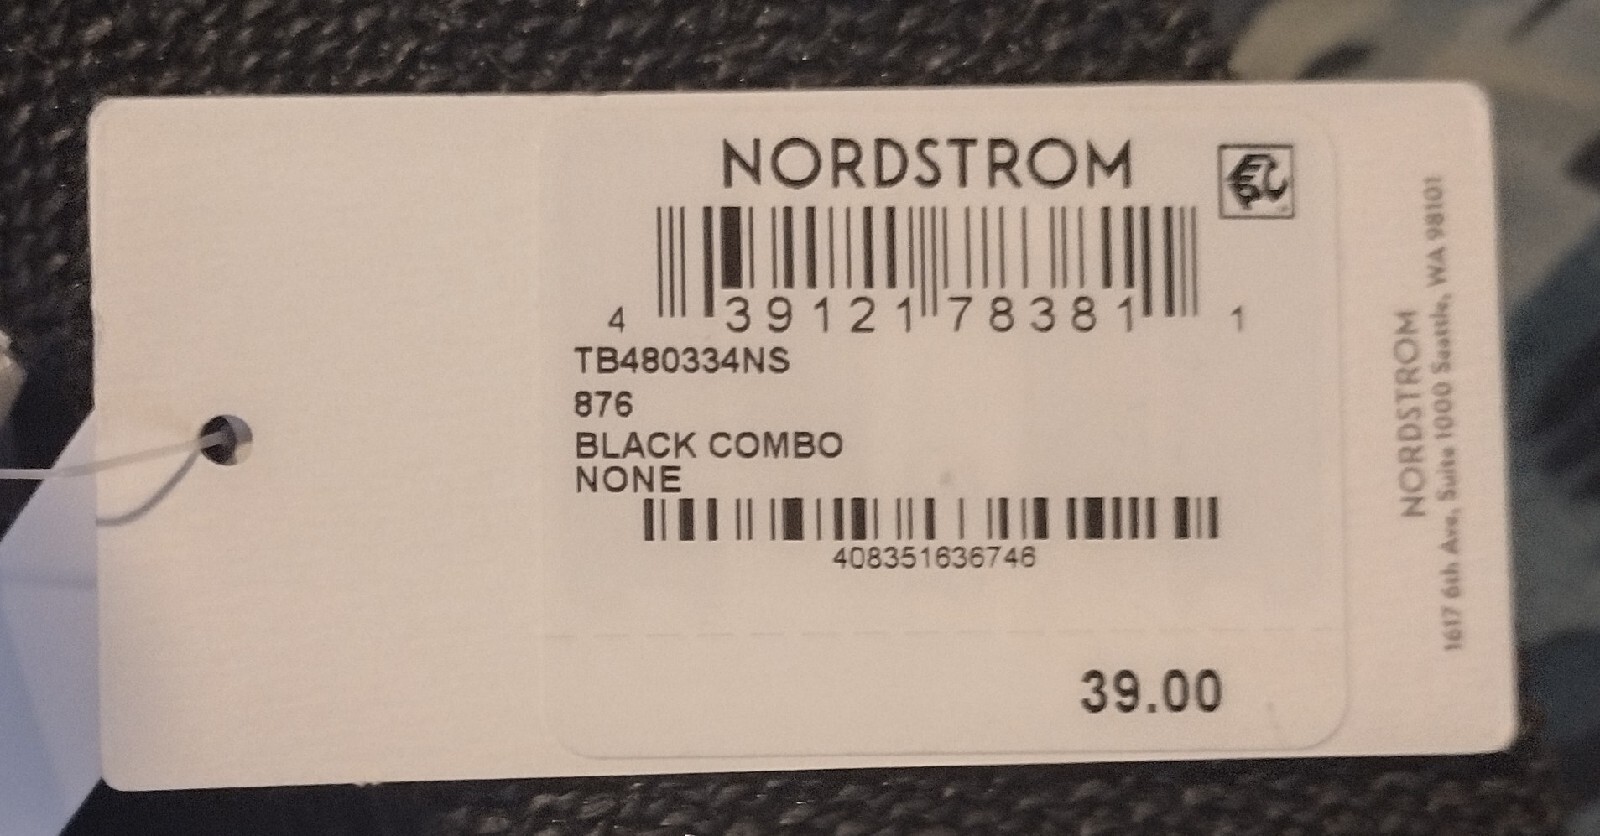 NORDSTROM
4 39121 78381 1
TB480334NS
876
BLACK COMBO
NONE
408351636746
39.00
NORDSTROM
1617 6th Ave, Suite 1000 Seattle, WA 98101